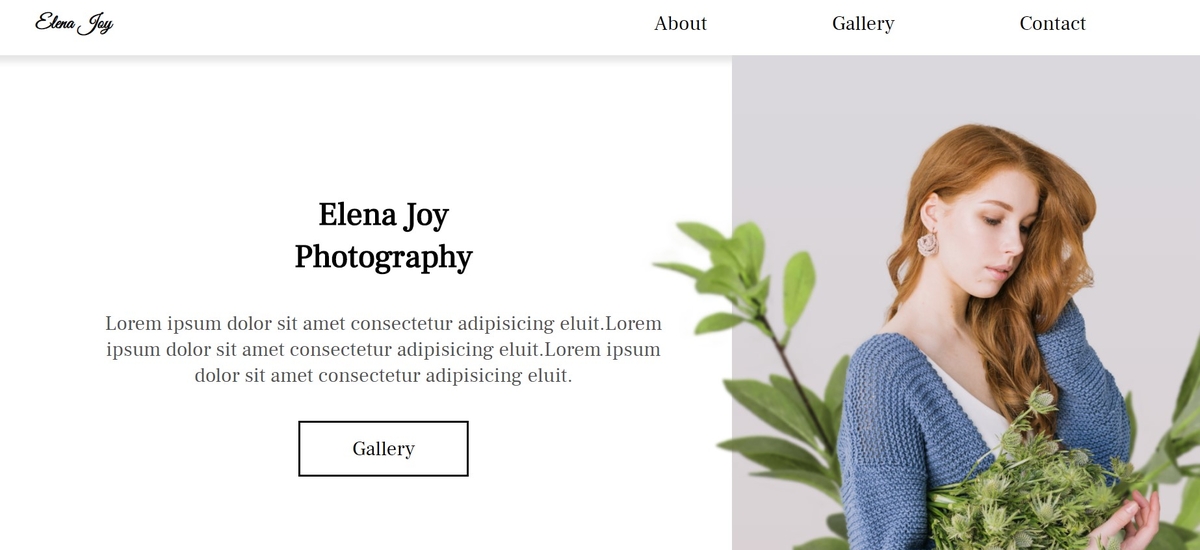 Elena Joy
About
Gallery
Contact
Elena Joy
Photography
Lorem ipsum dolor sit amet consectetur adipisicing eluit.Lorem
ipsum dolor sit amet consectetur adipisicing eluit.Lorem ipsum
dolor sit amet consectetur adipisicing eluit.
Gallery